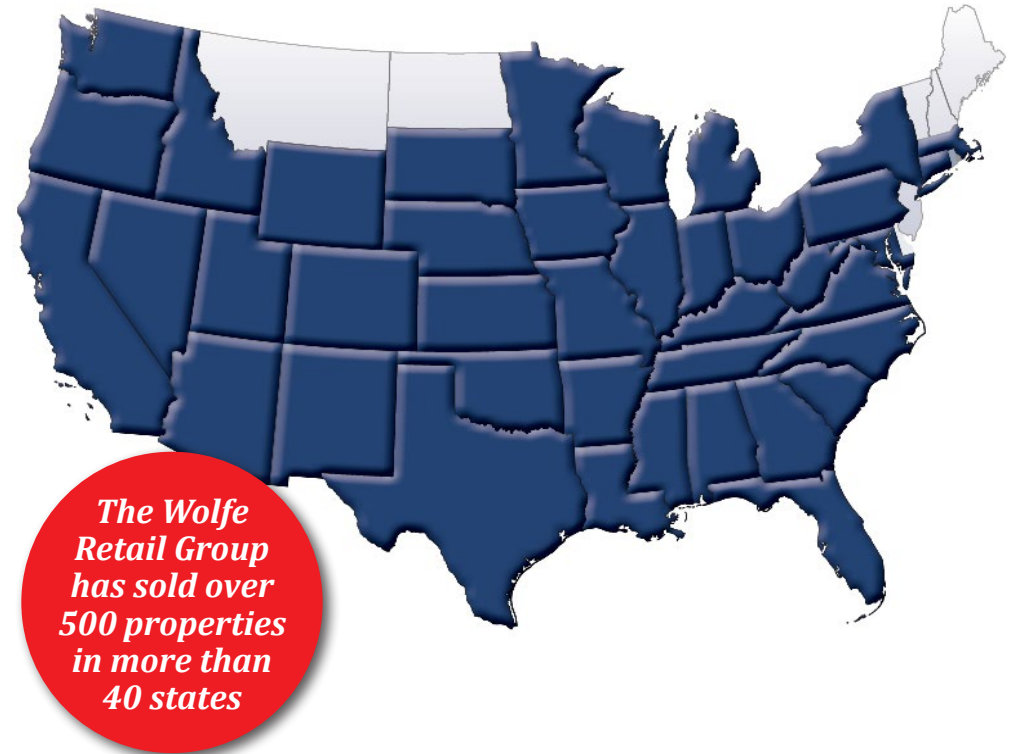 The Wolfe
Retail Group
has sold over
500 properties
in more than
40 states